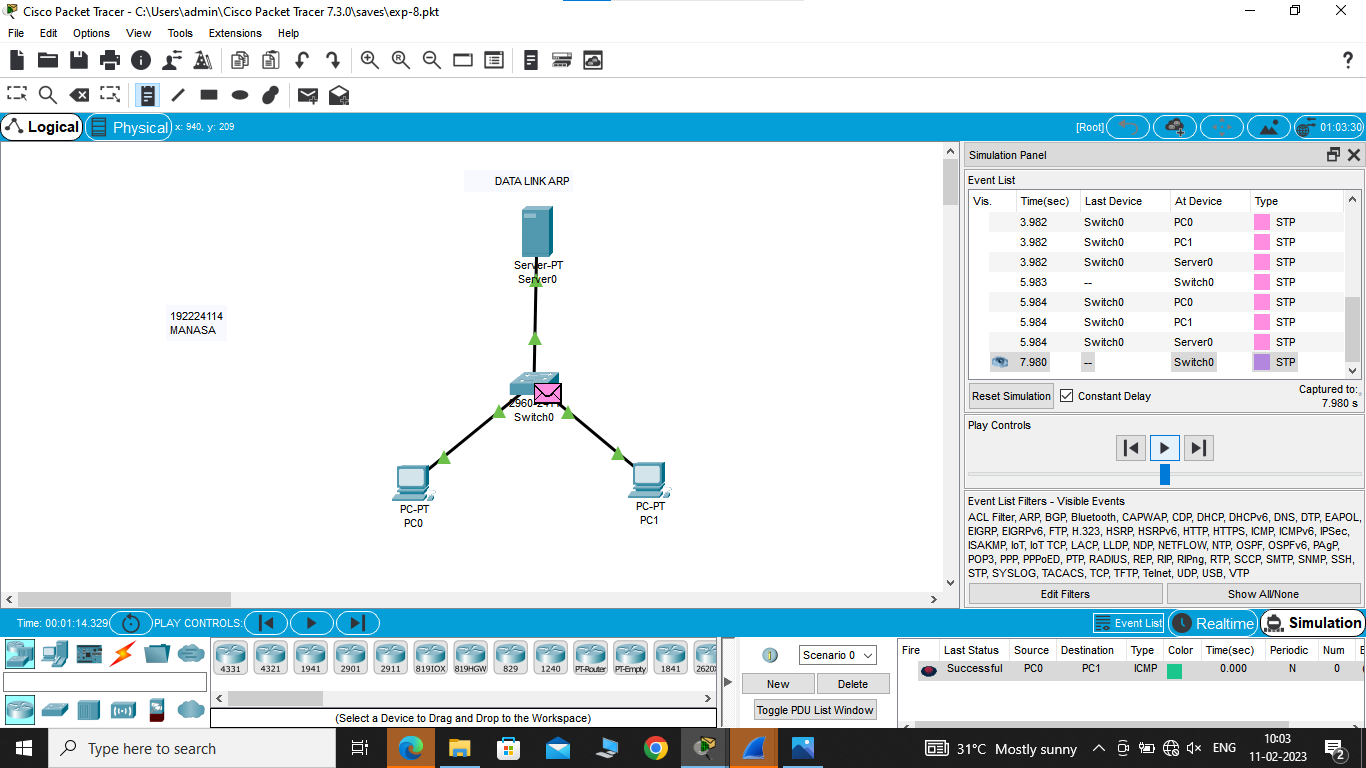 Cisco Packet Tracer - C:\Users\admin\Cisco Packet Tracer 7.3.0\saves\exp-8.pkt
File Edit Options View Tools Extensions Help
Logical Physical x: 940, y: 209 [Root] 01:03:30
DATA LINK ARP
Server-PT
Server0
192224114
MANASA
Switch0
PC-PT
PC0
PC-PT
PC1
Simulation Panel
Event List
Vis. Time(sec) Last Device At Device Type
3.982 Switch0 PC0 STP
3.982 Switch0 PC1 STP
3.982 Switch0 Server0 STP
5.983 -- Switch0 STP
5.984 Switch0 PC0 STP
5.984 Switch0 PC1 STP
5.984 Switch0 Server0 STP
7.980 -- Switch0 STP
Reset Simulation Constant Delay Captured to:
7.980 s
Play Controls
Event List Filters - Visible Events
ACL Filter, ARP, BGP, Bluetooth, CAPWAP, CDP, DHCP, DHCPv6, DNS, DTP, EAPOL,
EIGRP, EIGRPv6, FTP, H.323, HSRP, HSRPv6, HTTP, HTTPS, ICMP, ICMPv6, IPSec,
ISAKMP, IoT, IoT TCP, LACP, LLDP, NDP, NETFLOW, NTP, OSPF, OSPFv6, PAgP,
POP3, PPP, PPPoED, PTP, RADIUS, REP, RIP, RIPng, RTP, SCCP, SMTP, SNMP, SSH,
STP, SYSLOG, TACACS, TCP, TFTP, Telnet, UDP, USB, VTP
Edit Filters Show All/None
Time: 00:01:14.329 PLAY CONTROLS: Event List Realtime Simulation
4331 4321 1941 2901 2911 819IOX 819HGW 829 1240 PT-Router PT-Empty 1841 2620X
(Select a Device to Drag and Drop to the Workspace)
Scenario 0
New Delete
Toggle PDU List Window
Fire Last Status Source Destination Type Color Time(sec) Periodic Num
Successful PC0 PC1 ICMP 0.000 N 0
Type here to search
31°C Mostly sunny ENG 10:03
11-02-2023 2